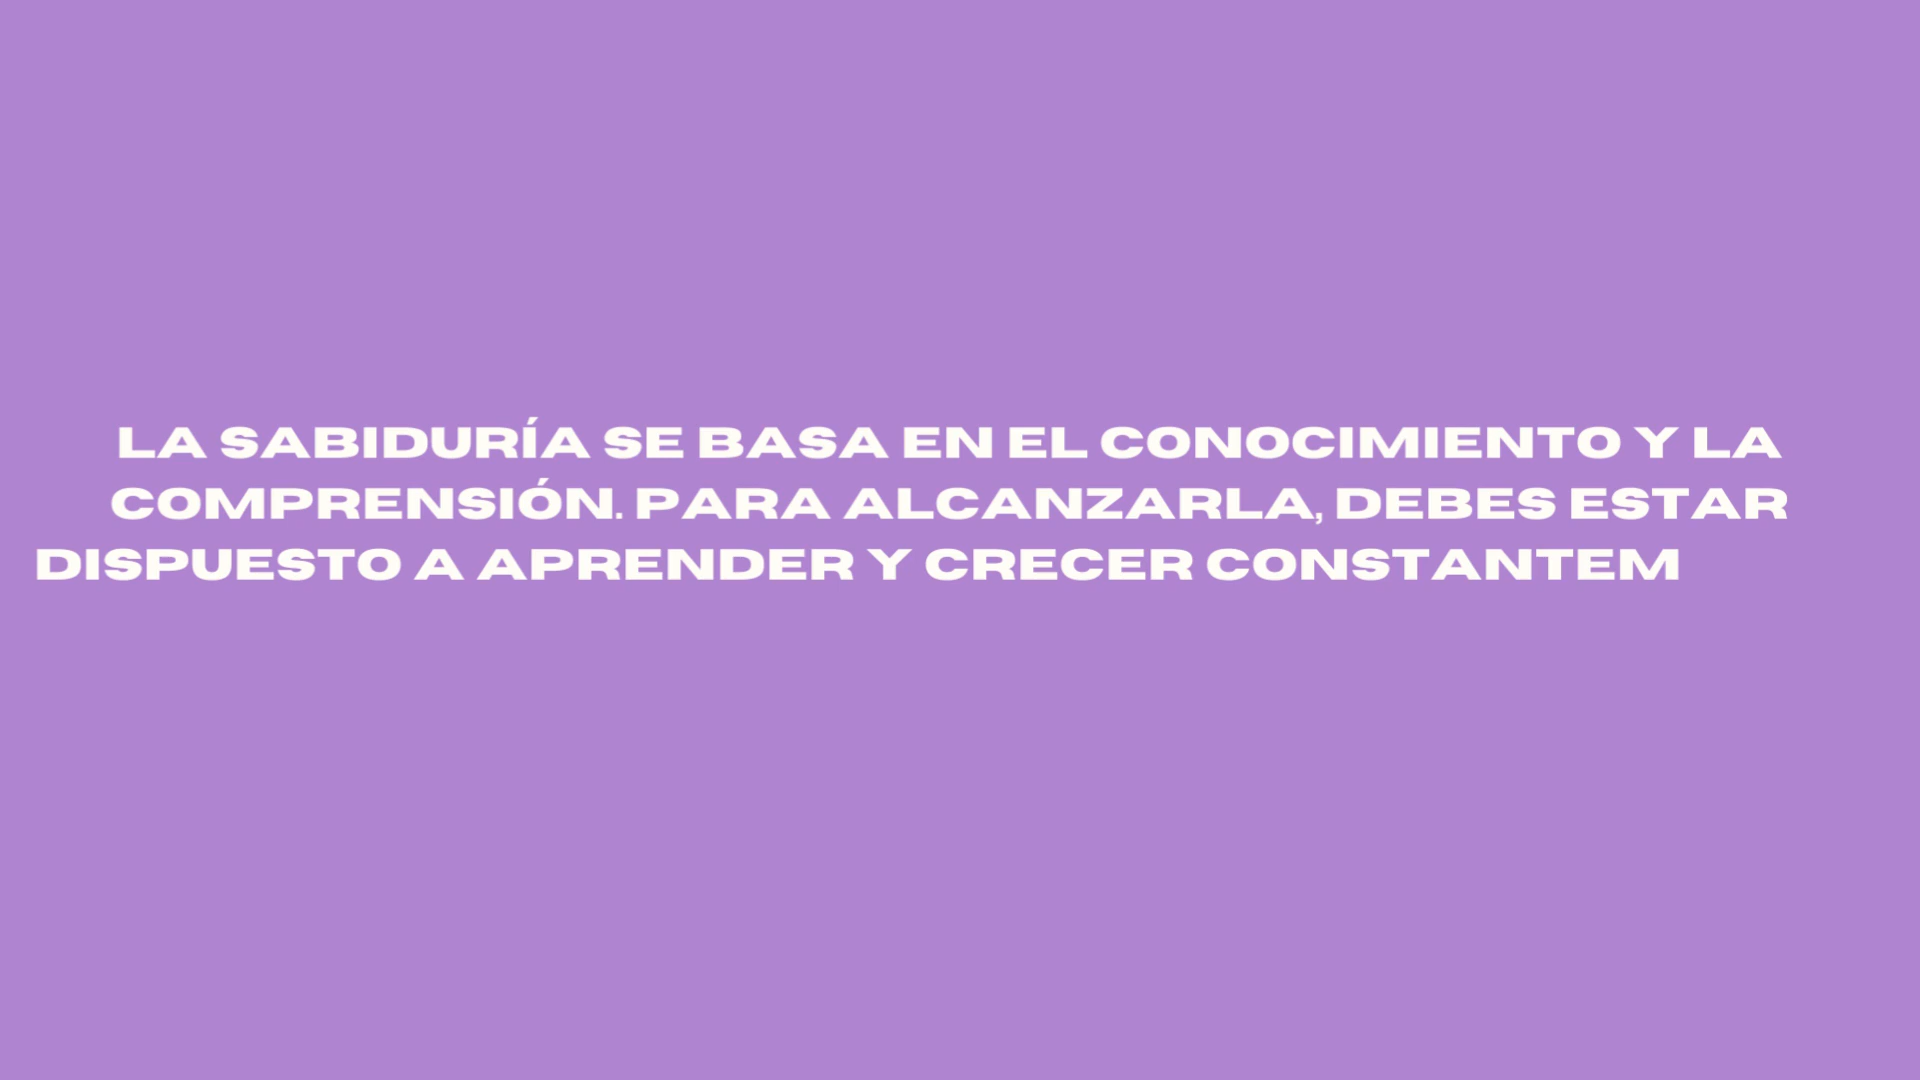 LA SABIDURÍA SE BASA EN EL CONOCIMIENTO Y LA
COMPRENSIÓN. PARA ALCANZARLA, DEBES ESTAR
DISPUESTO A APRENDER Y CRECER CONSTANTEM